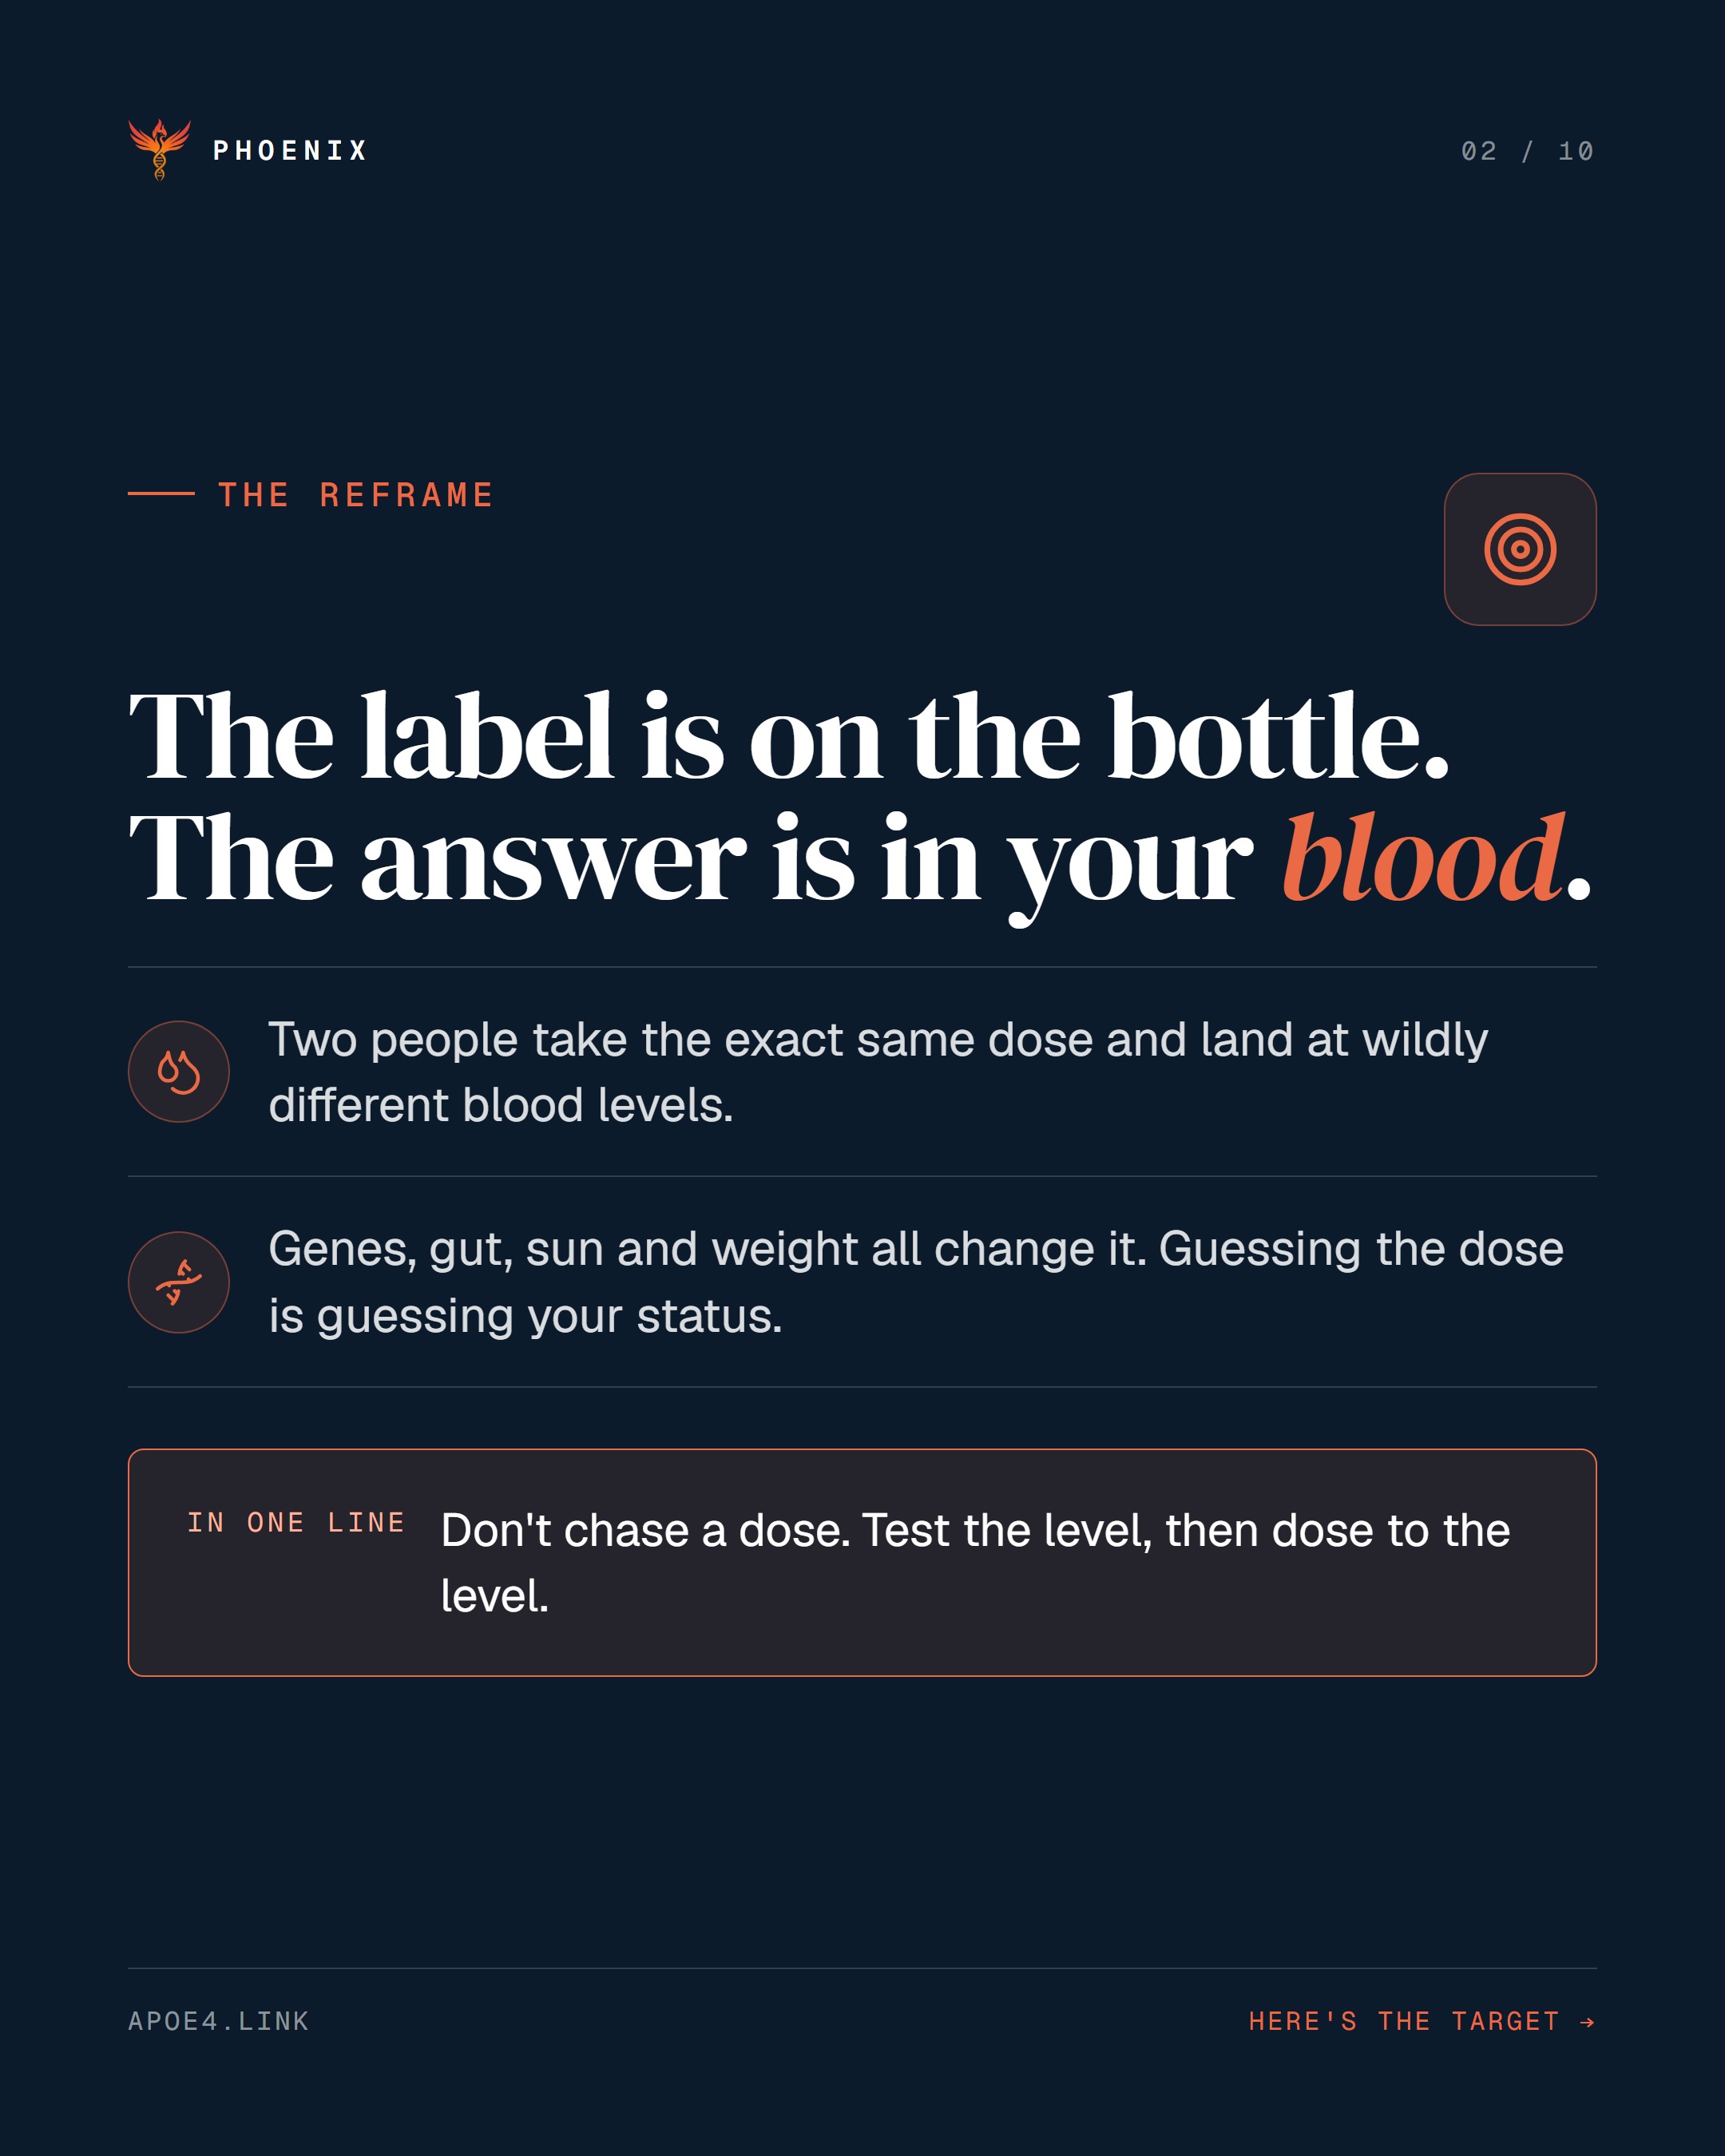 PHOENIX
02 / 10
THE REFRAME
The label is on the bottle.
The answer is in your blood.
Two people take the exact same dose and land at wildly
different blood levels.
Genes, gut, sun and weight all change it. Guessing the dose
is guessing your status.
IN ONE LINE
Don't chase a dose. Test the level, then dose to the
level.
APOE4.LINK
HERE'S THE TARGET →